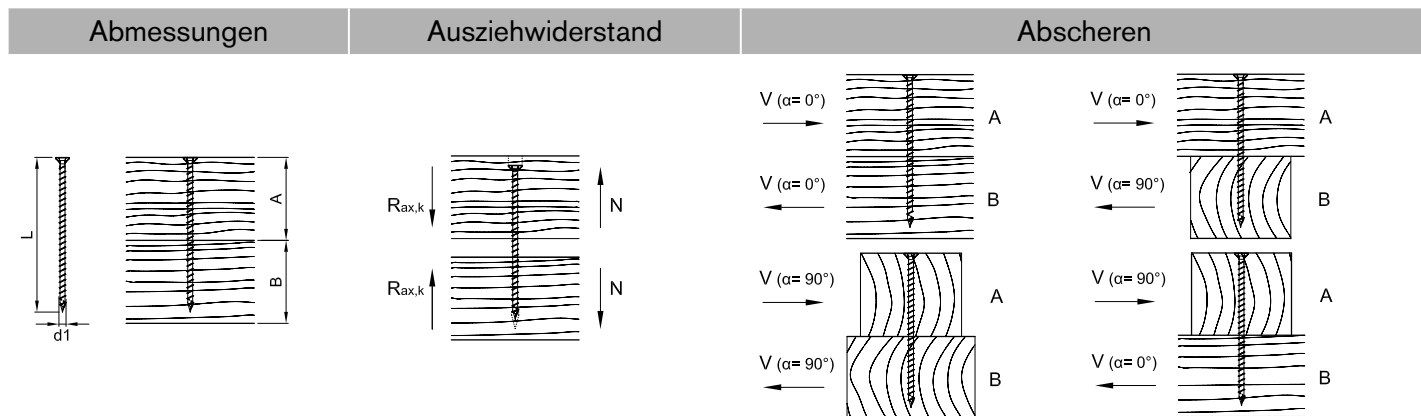 Abmessungen
Ausziehwiderstand
Abscheren
L
d1
A
B
Rax,k
N
Rax,k
N
V (α= 0°)
A
V (α= 0°)
B
V (α= 0°)
A
V (α= 90°)
B
V (α= 90°)
A
V (α= 90°)
B
V (α= 90°)
A
V (α= 0°)
B